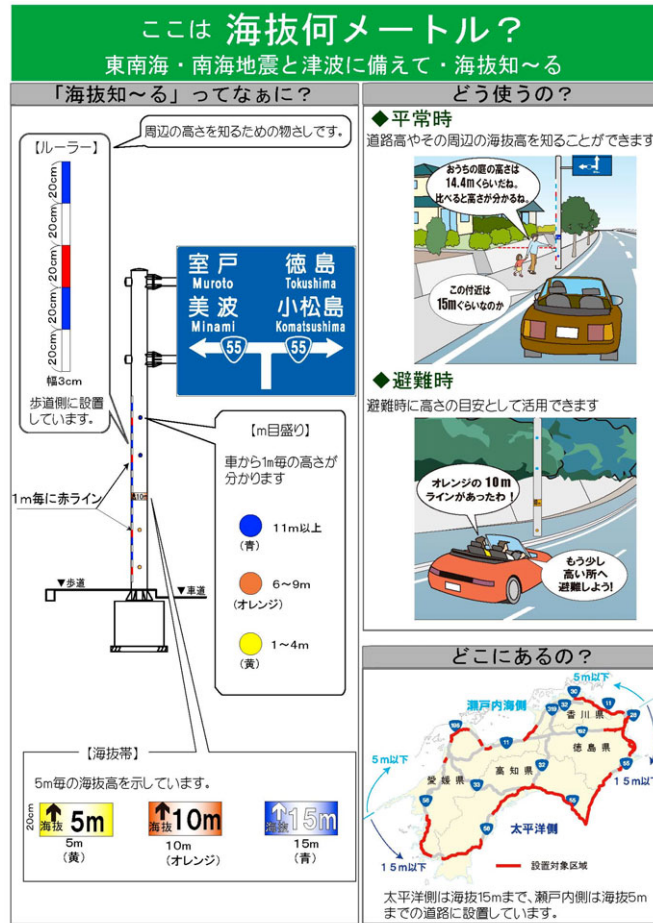 ここは 海抜何メートル？
東南海・南海地震と津波に備えて・海抜知～る
「海抜知～る」ってなぁに？
周辺の高さを知るための物さしです。
【ルーラー】
20cm
20cm
20cm
20cm
20cm
幅3cm
歩道側に設置
しています。
室戸 徳島
Muroto Tokushima
美波 小松島
Minami Komatsushima
55 55
【m目盛り】
車から1m毎の高さが
分かります
11m以上
(青)
6～9m
(オレンジ)
1～4m
(黄)
1m毎に赤ライン
10m
▼歩道
▼車道
【海抜帯】
5m毎の海抜高を示しています。
20cm
海抜 5m
5m
(黄)
海抜 10m
10m
(オレンジ)
海抜 15m
15m
(青)
どう使うの？
◆平常時
道路高やその周辺の海抜高を知ることができます
おうちの庭の高さは
14.4mくらいだね。
比べると高さが分かるね。
この付近は
15mぐらいなのか
◆避難時
避難時に高さの目安として活用できます
オレンジの10m
ラインがあったわ！
もう少し
高い所へ
避難しよう!
どこにあるの？
5m以下
瀬戸内海側
30
32
11
香川県
11
192
徳島県
55
5m以下
愛媛県
高知県
32
33
15m以下
56
55
56
太平洋側
15m以下
設置対象区域
太平洋側は海抜15mまで、瀬戸内側は海抜5m
までの道路に設置しています。